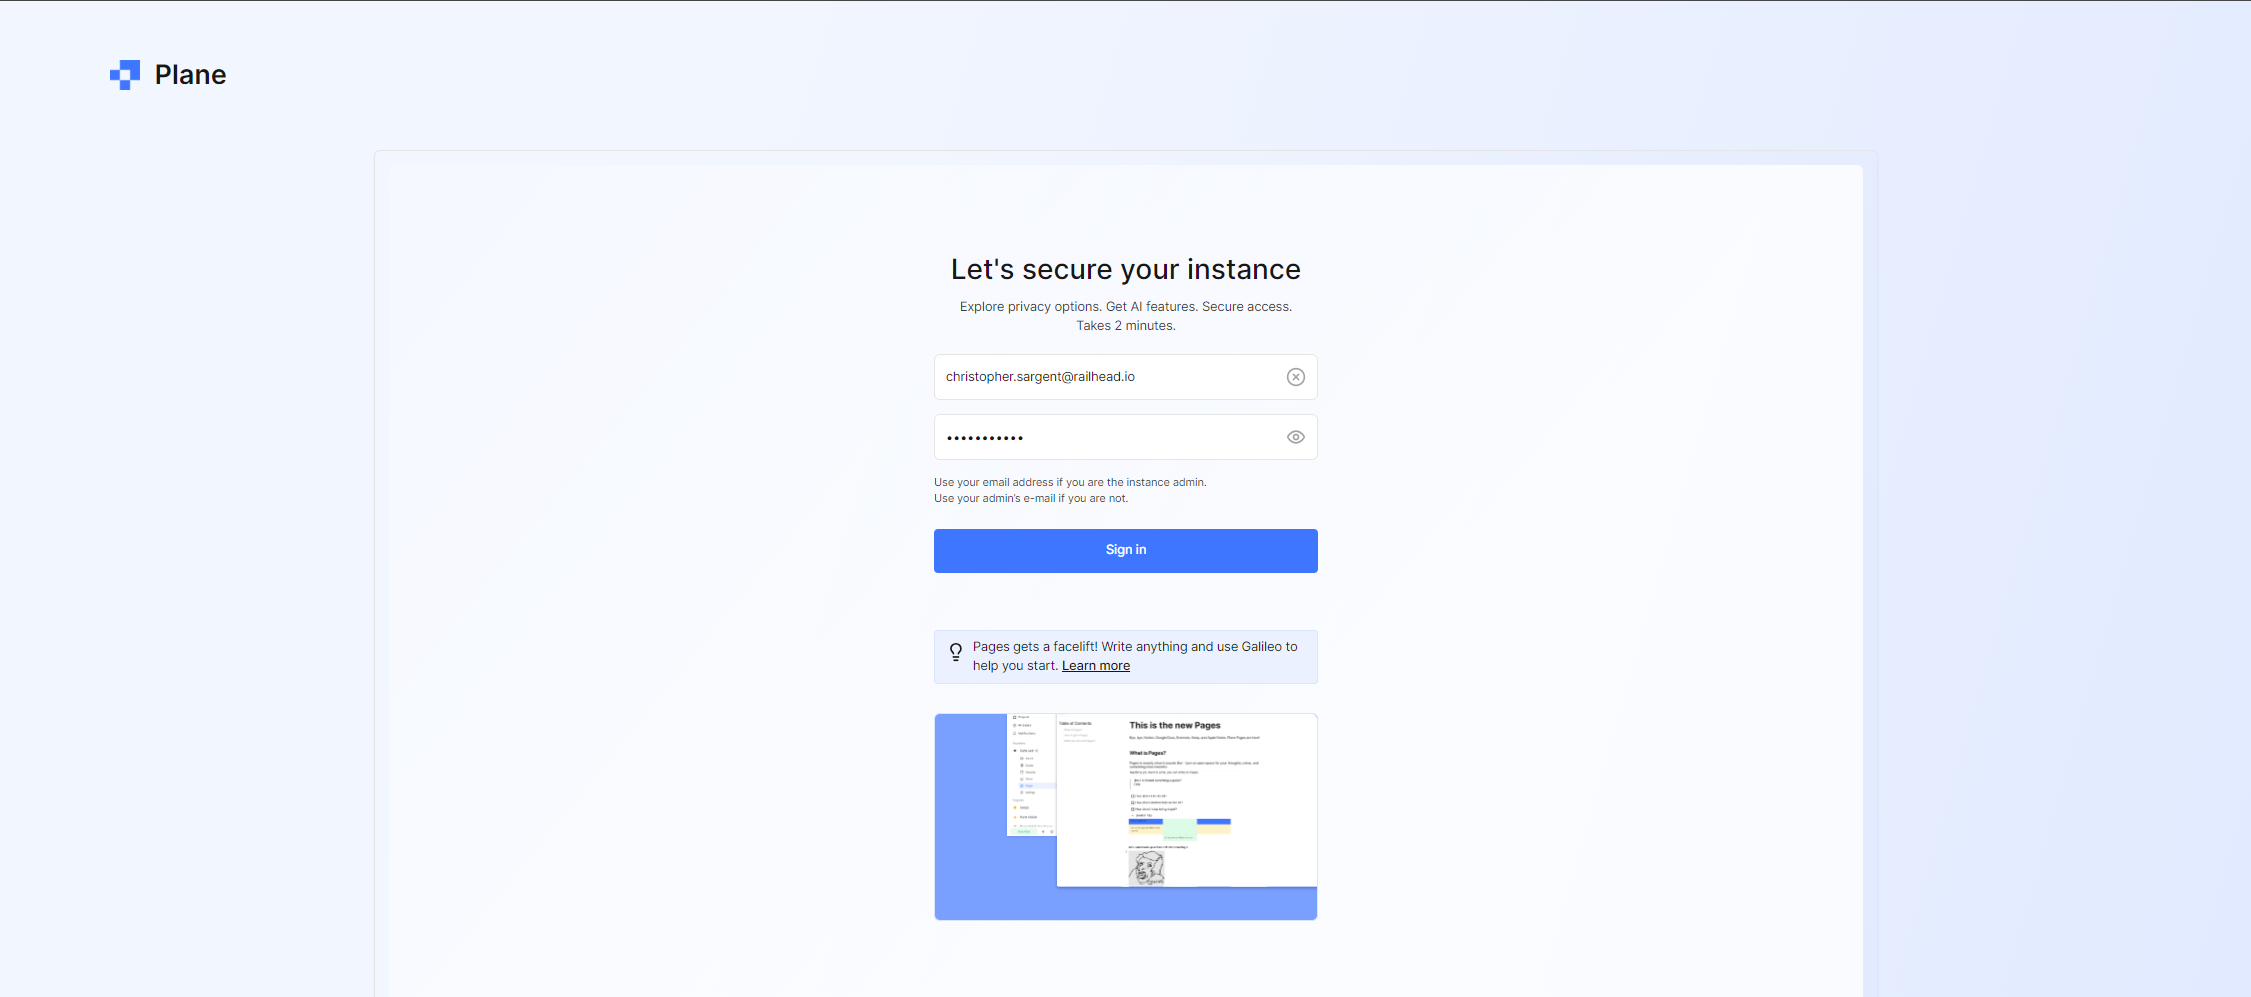 Plane
Let's secure your instance
Explore privacy options. Get AI features. Secure access.
Takes 2 minutes.
christopher.sargent@railhead.io
•••••••••••
Use your email address if you are the instance admin.
Use your admin's e-mail if you are not.
Sign in
Pages gets a facelift! Write anything and use Galileo to
help you start. Learn more
Table of Contents
This is the new Pages
What is Pages?